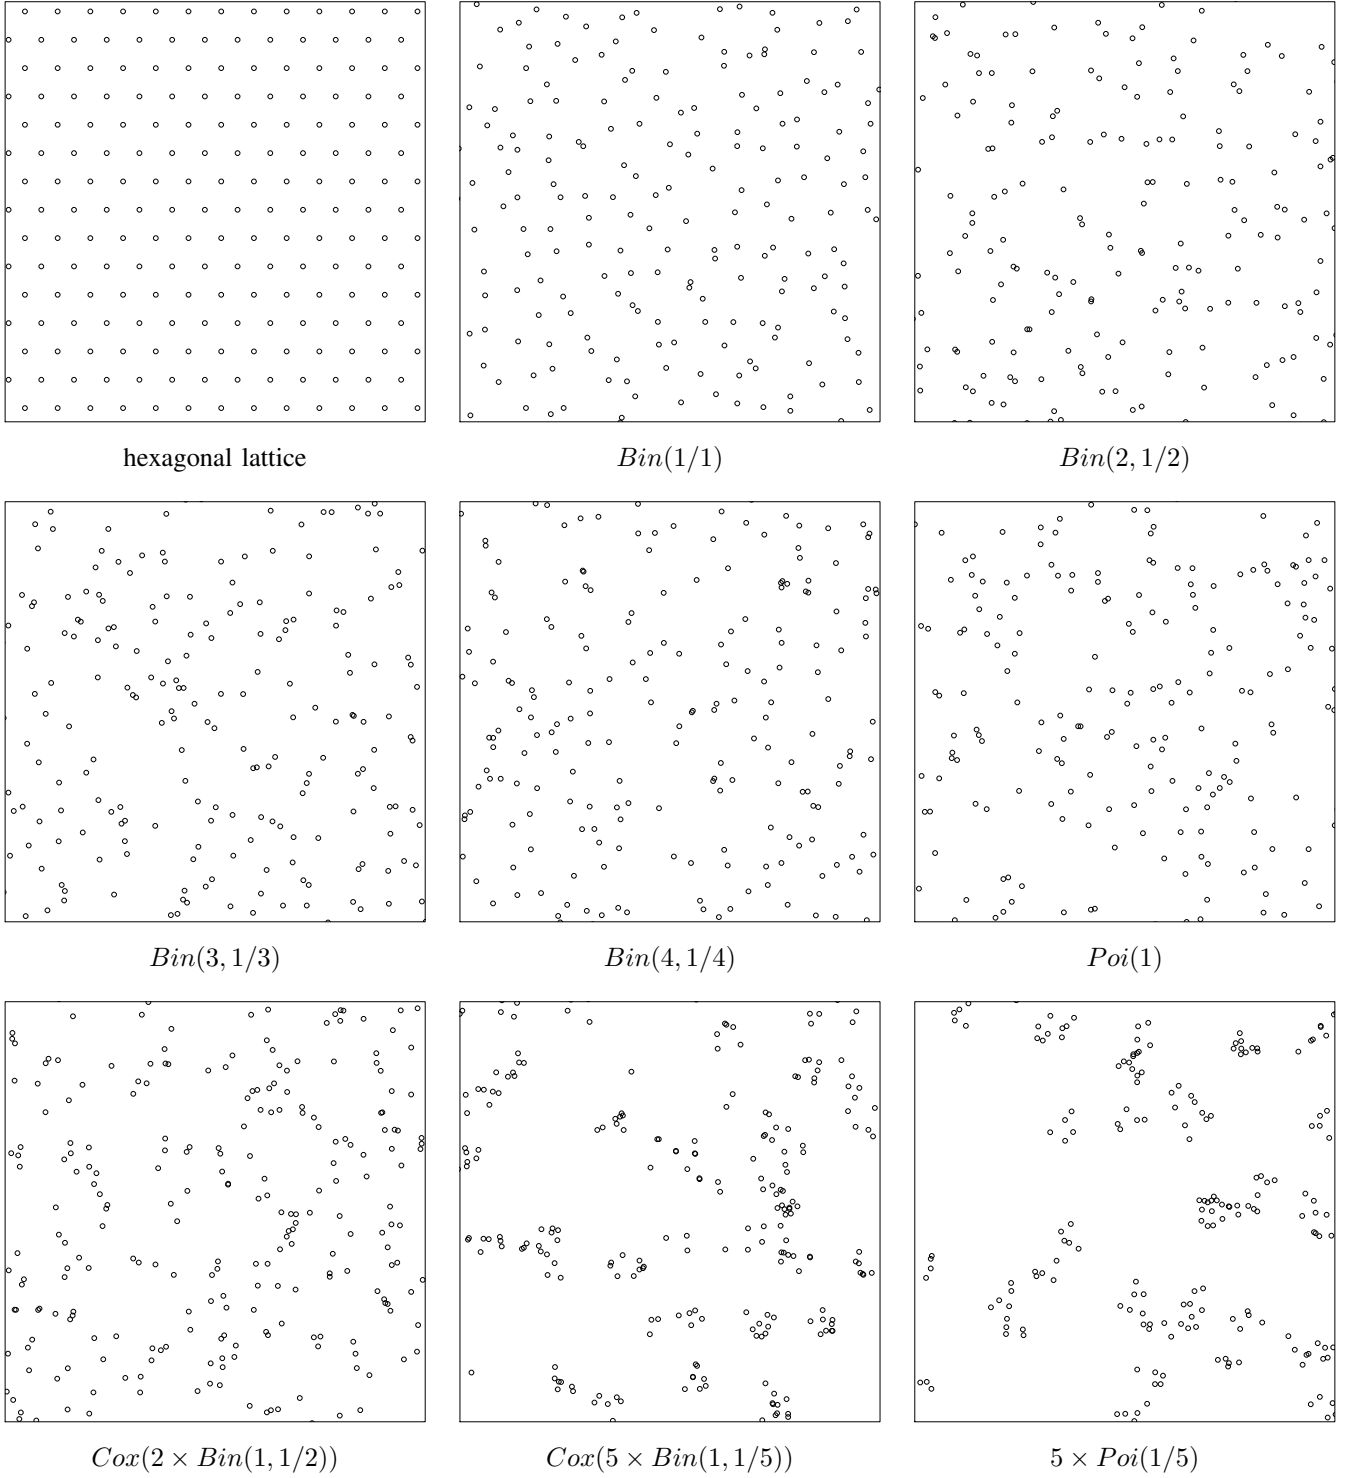 hexagonal lattice
Bin(1/1)
Bin(2, 1/2)
Bin(3, 1/3)
Bin(4, 1/4)
Poi(1)
Cox(2 × Bin(1, 1/2))
Cox(5 × Bin(1, 1/5))
5 × Poi(1/5)